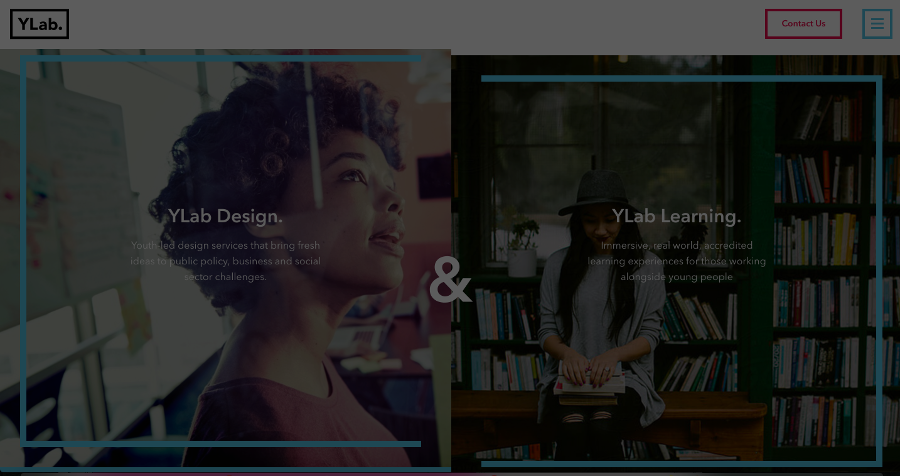 YLab.
Contact Us
YLab Design.
Youth-led design services that bring fresh
ideas to public policy, business and social
sector challenges.
&
YLab Learning.
Immersive, real world, accredited
learning experiences for those working
alongside young people.